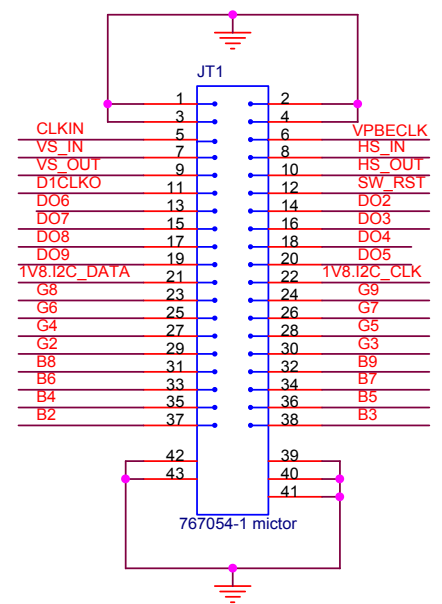 JT1
1 2
3 4
CLKIN 5 6 VPBECLK
VS_IN 7 8 HS_IN
VS_OUT 9 10 HS_OUT
D1CLKO 11 12 SW_RST
DO6 13 14 DO2
DO7 15 16 DO3
DO8 17 18 DO4
DO9 19 20 DO5
1V8.I2C_DATA 21 22 1V8.I2C_CLK
G8 23 24 G9
G6 25 26 G7
G4 27 28 G5
G2 29 30 G3
B8 31 32 B9
B6 33 34 B7
B4 35 36 B5
B2 37 38 B3
42 39
43 40
41
767054-1 mictor